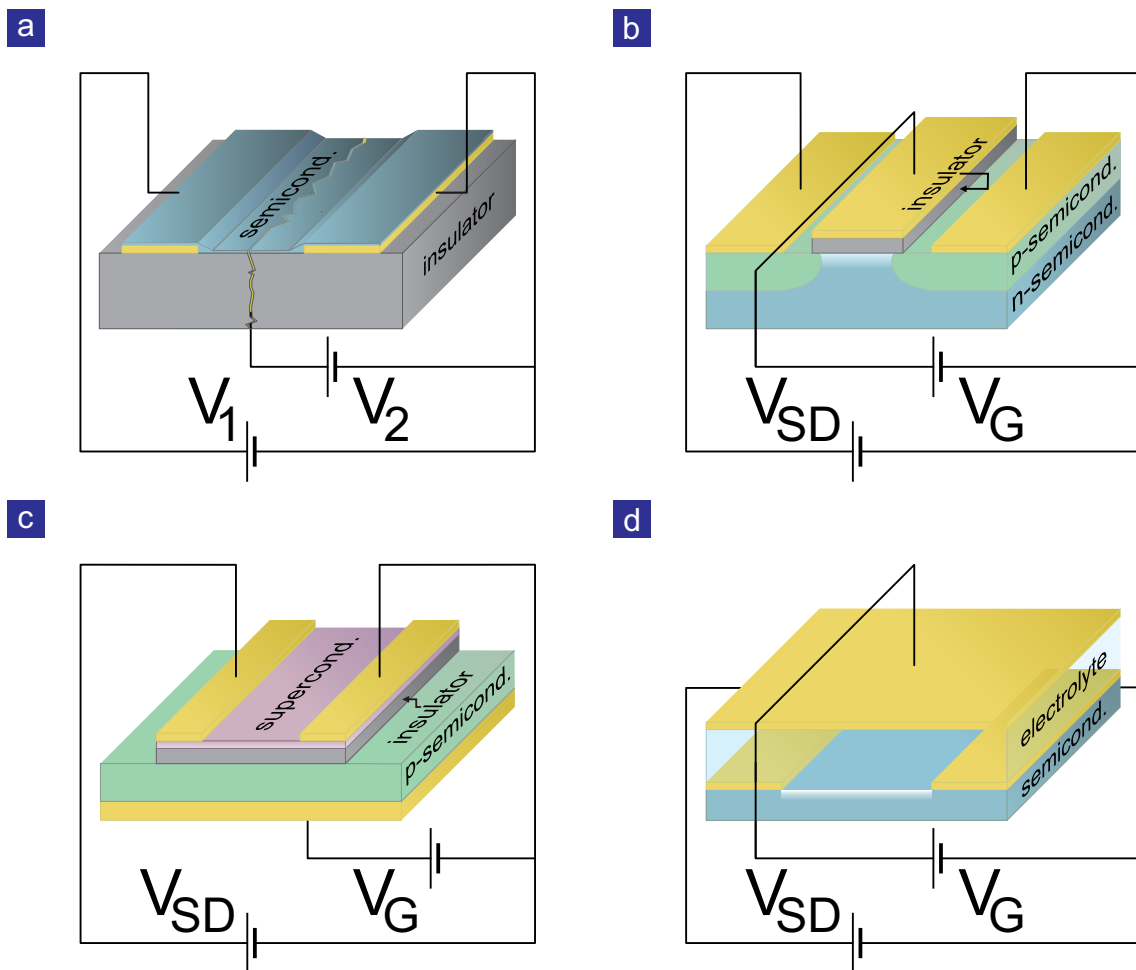 a
semicond.
insulator
V1
V2
b
insulator
p-semicond.
n-semicond.
VSD
VG
c
supercond.
insulator
p-semicond.
VSD
VG
d
electrolyte
semicond.
VSD
VG